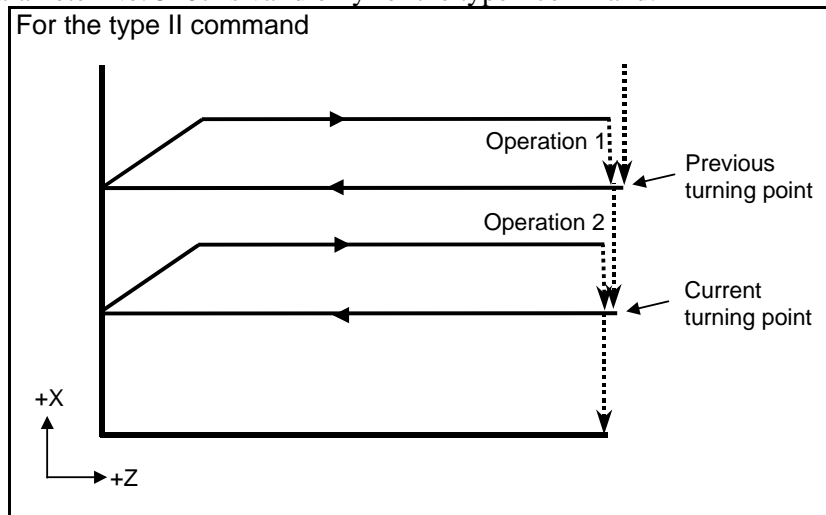 For the type II command
Operation 1
Previous
turning point
Operation 2
Current
turning point
+X
+Z